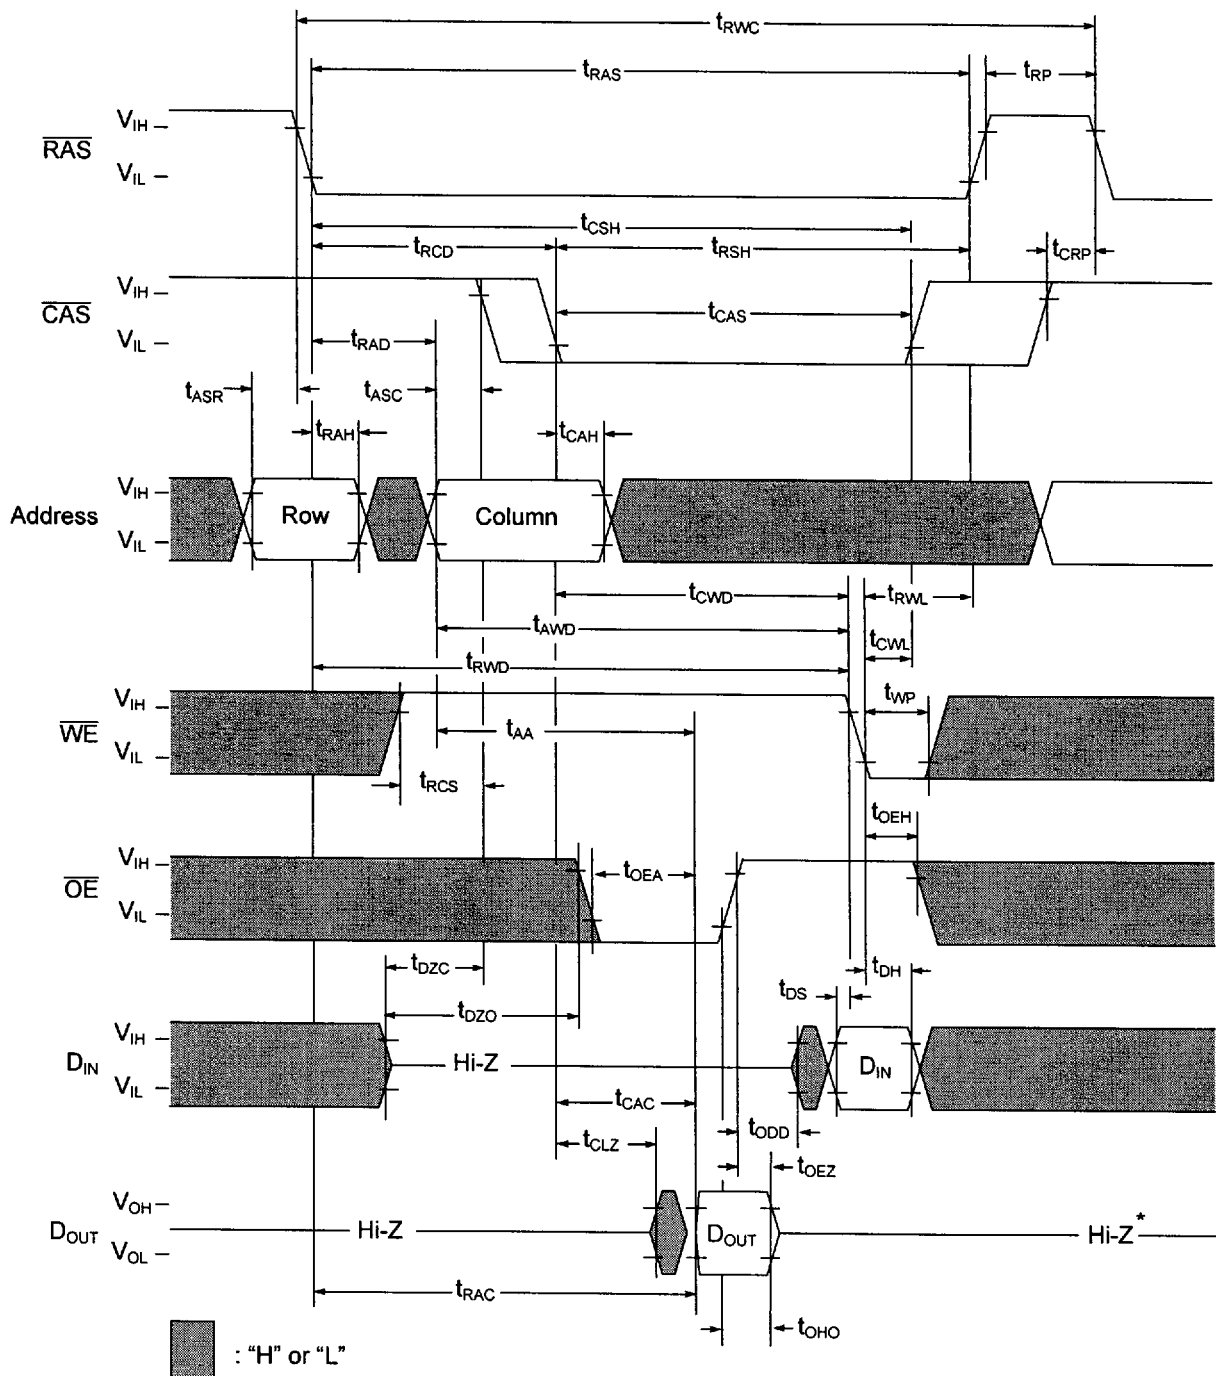 tRWC
tRAS
tRP
RAS
VIH
VIL
tCSH
tRCD
tRSH
tCRP
CAS
VIH
VIL
tCAS
tRAD
tASR
tASC
tRAH
tCAH
Address
VIH
VIL
Row
Column
tCWD
tRWL
tAWD
tCWL
tRWD
WE
VIH
VIL
tWP
tAA
tRCS
tOEH
OE
VIH
VIL
tOEA
tDZC
tDH
tDS
tDZO
DIN
VIH
VIL
Hi-Z
DIN
tCAC
tODD
tCLZ
tOEZ
DOUT
VOH
VOL
Hi-Z
DOUT
Hi-Z*
tRAC
tOHO
: “H” or “L”